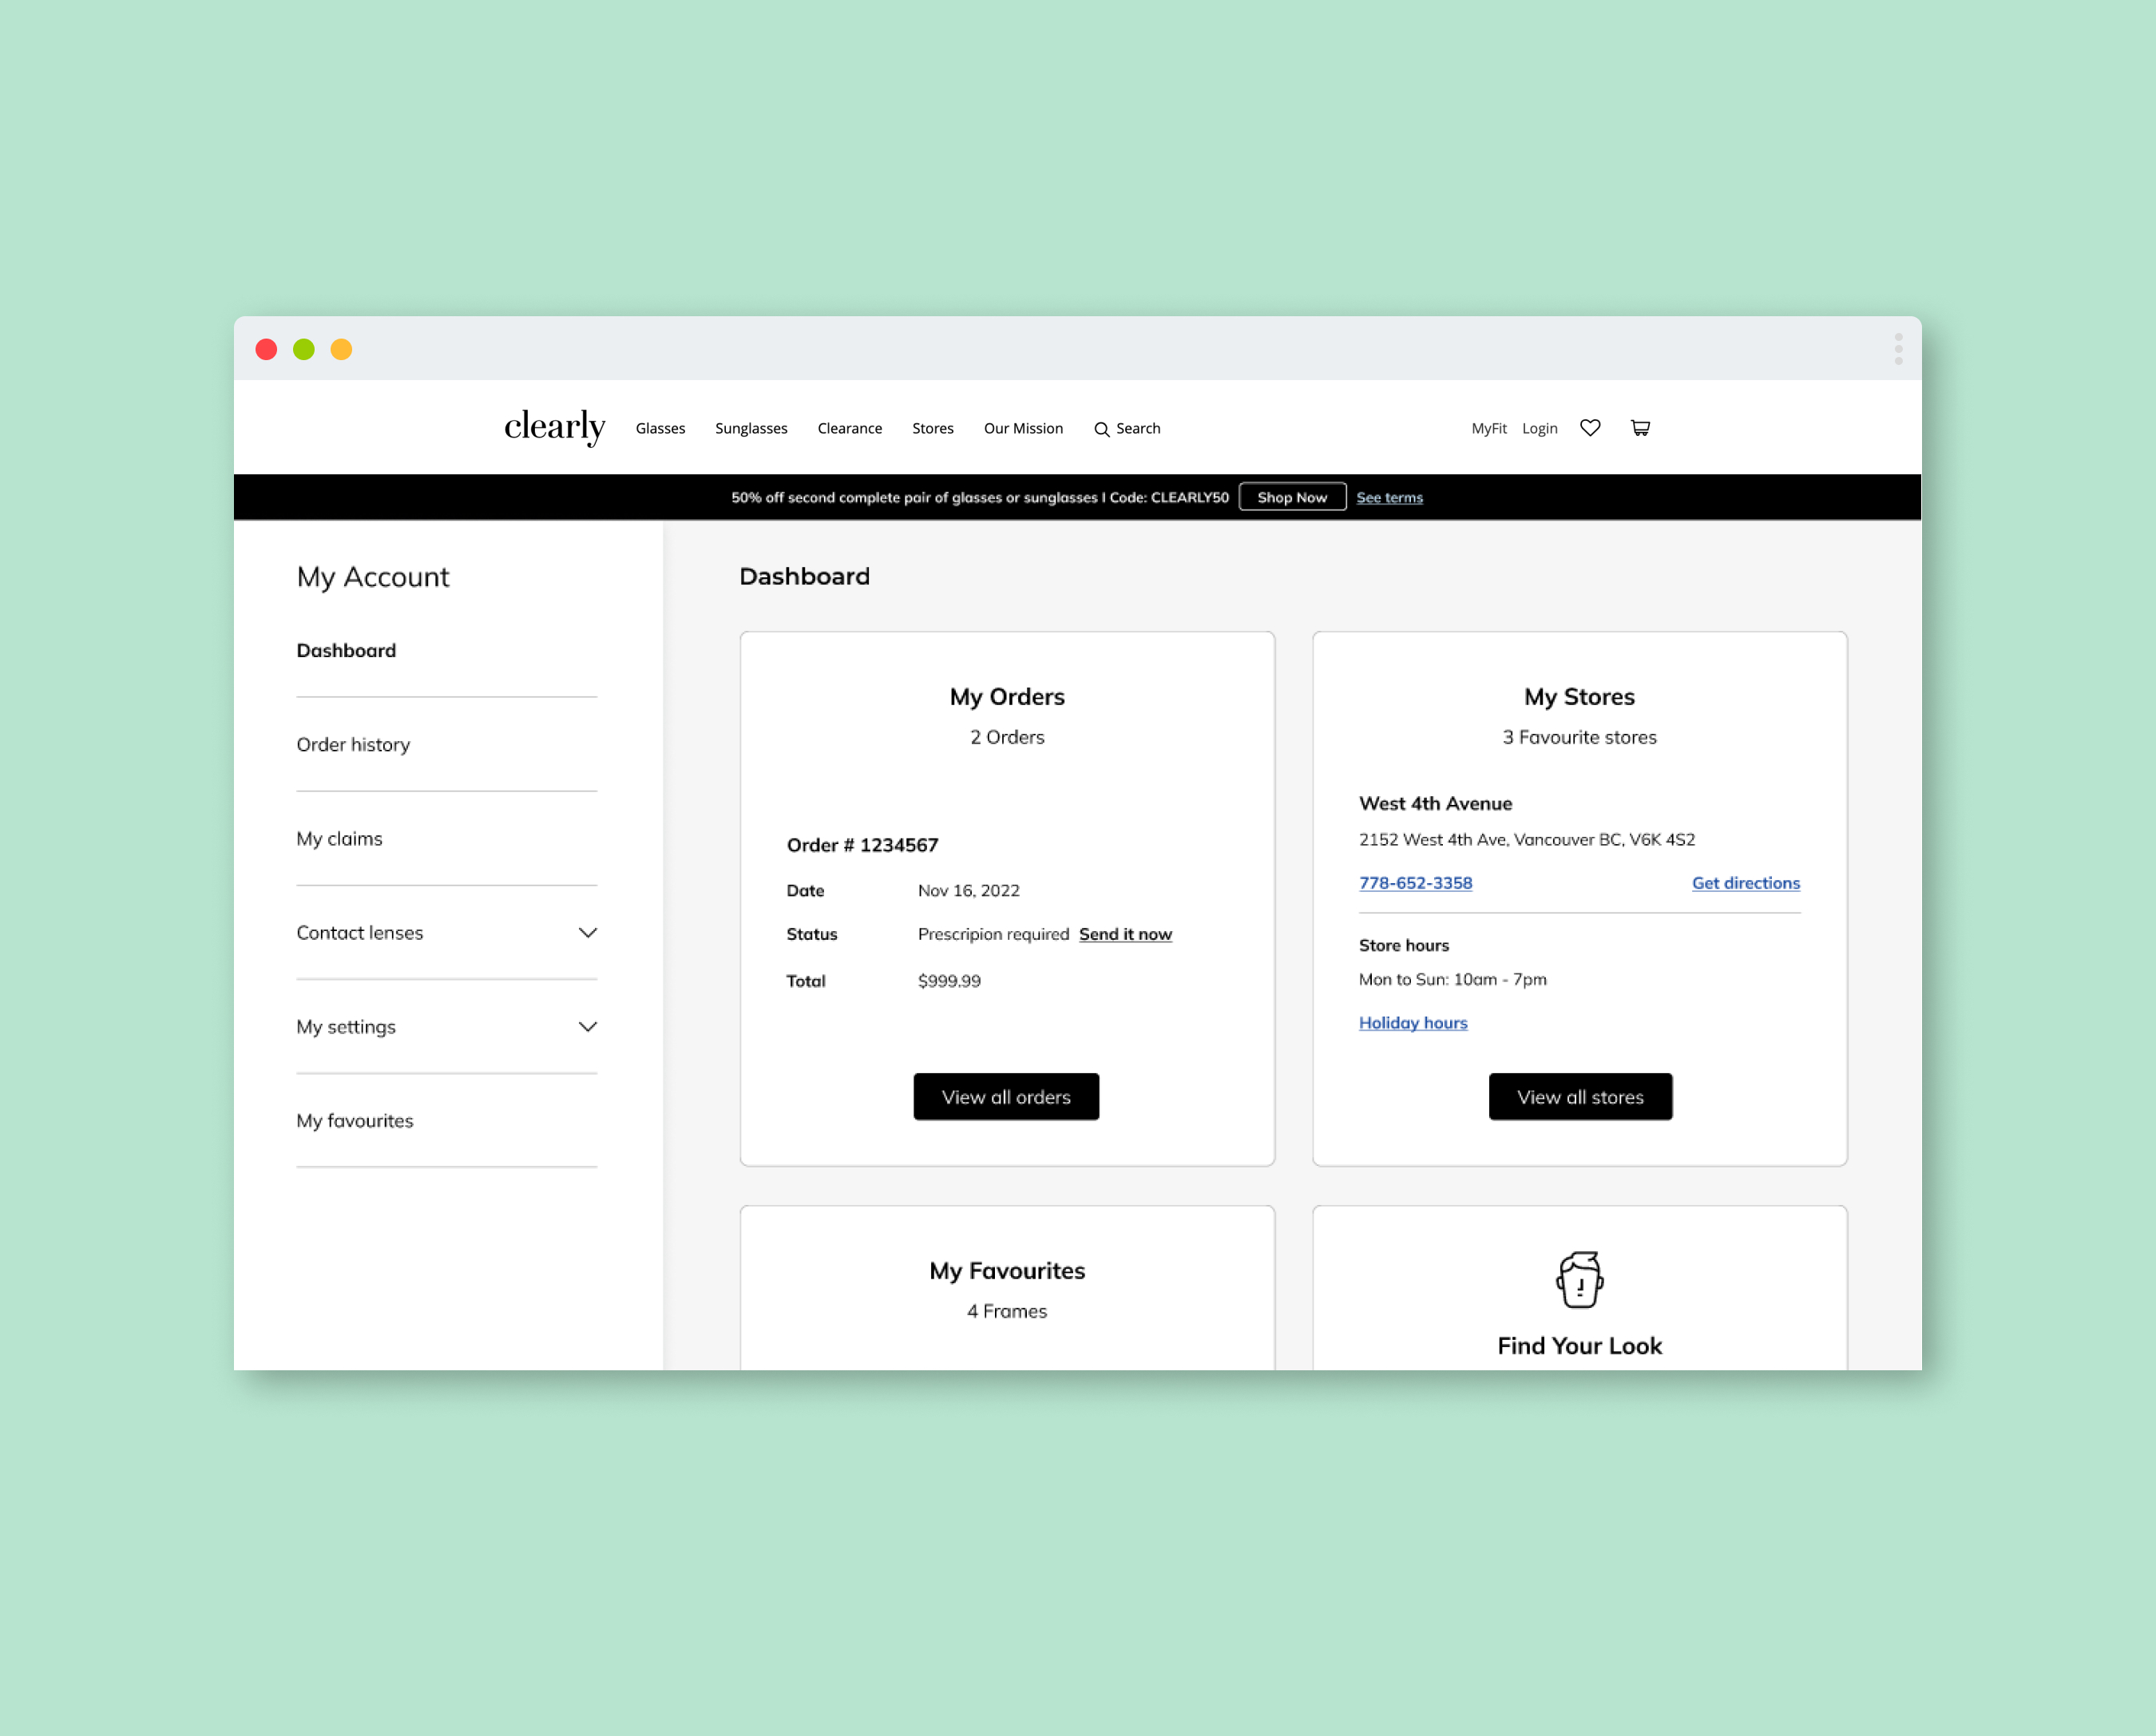 clearly Glasses Sunglasses Clearance Stores Our Mission Search MyFit Login
50% off second complete pair of glasses or sunglasses I Code: CLEARLY50 Shop Now See terms
My Account
Dashboard
Order history
My claims
Contact lenses
My settings
My favourites
Dashboard
My Orders
2 Orders
Order # 1234567
Date Nov 16, 2022
Status Prescripion required Send it now
Total $999.99
View all orders
My Stores
3 Favourite stores
West 4th Avenue
2152 West 4th Ave, Vancouver BC, V6K 4S2
778-652-3358 Get directions
Store hours
Mon to Sun: 10am - 7pm
Holiday hours
View all stores
My Favourites
4 Frames
Find Your Look